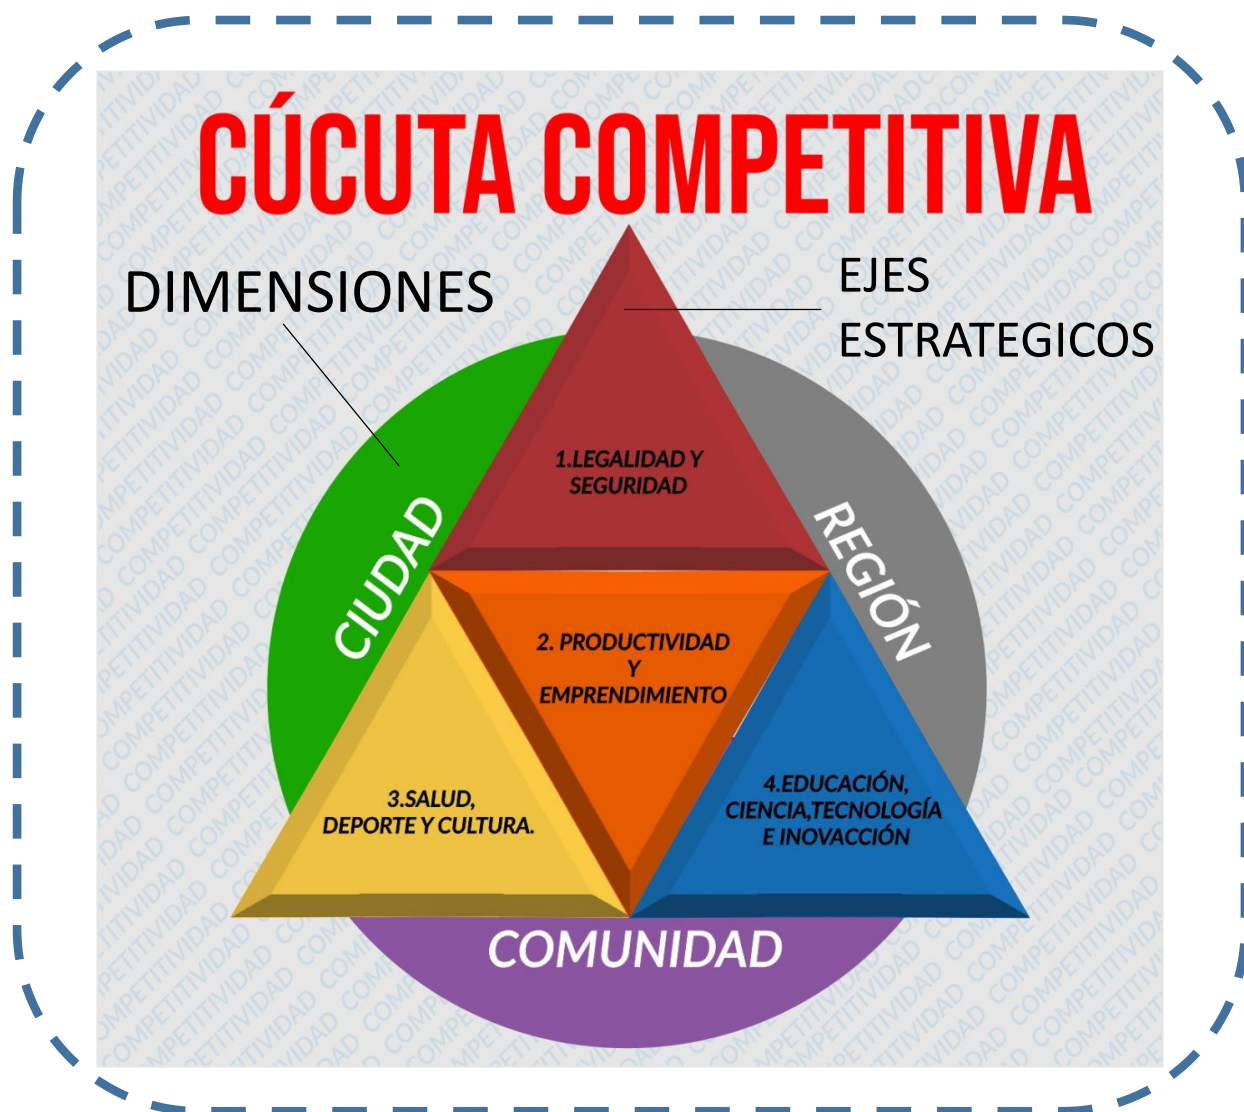 CÚCUTA COMPETITIVA
DIMENSIONES
EJES
ESTRATEGICOS
1.LEGALIDAD Y
SEGURIDAD
CIUDAD
REGIÓN
2. PRODUCTIVIDAD
Y
EMPRENDIMIENTO
3.SALUD,
DEPORTE Y CULTURA.
4.EDUCACIÓN,
CIENCIA,TECNOLOGÍA
E INOVACCIÓN
COMUNIDAD